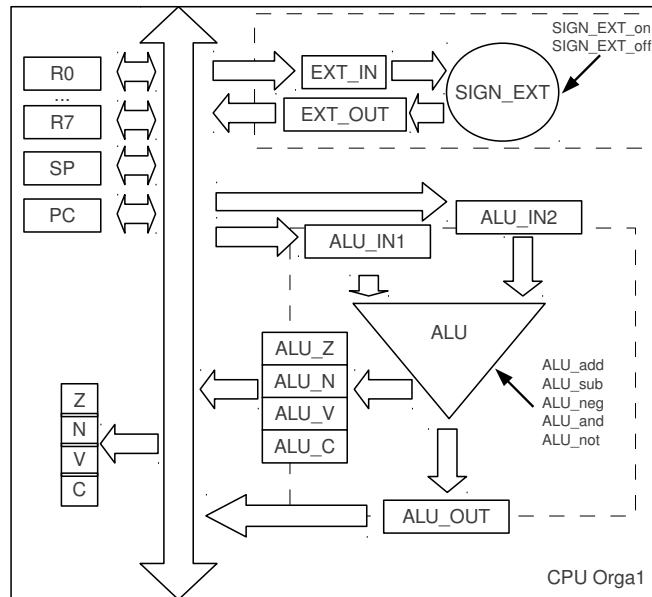 SIGN_EXT_on
SIGN_EXT_off
R0
...
R7
SP
PC
EXT_IN
EXT_OUT
SIGN_EXT
ALU_IN2
ALU_IN1
ALU
ALU_Z
ALU_N
ALU_V
ALU_C
ALU_add
ALU_sub
ALU_neg
ALU_and
ALU_not
Z
N
V
C
ALU_OUT
CPU Orga1